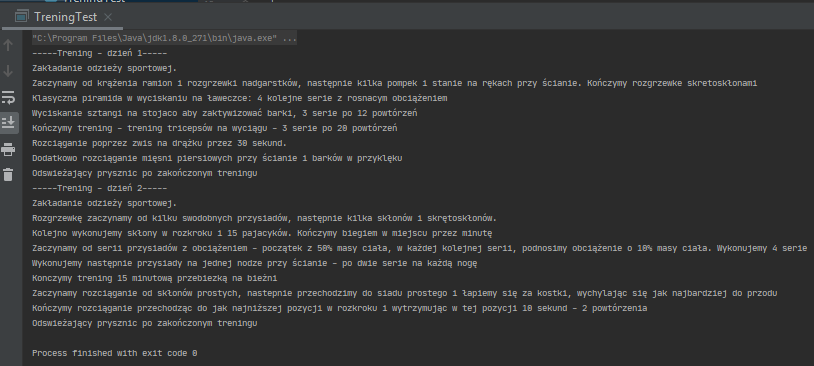 TreningTest
"C:\Program Files\Java\jdk1.8.0_271\bin\java.exe" ...
-----Trening - dzień 1-----
Zakładanie odzieży sportowej.
Zaczynamy od krążenia ramion i rozgrzewki nadgarstków, następnie kilka pompek i stanie na rękach przy ścianie. Kończymy rozgrzewke skretoskłonami
Klasyczna piramida w wyciskaniu na ławeczce: 4 kolejne serie z rosnacym obciążeniem
Wyciskanie sztangi na stojaco aby zaktywizować barki, 3 serie po 12 powtórzeń
Kończymy trening - trening tricepsów na wyciągu - 3 serie po 20 powtórzeń
Rozciąganie poprzez zwis na drążku przez 30 sekund.
Dodatkowo rozciąganie mięsni piersiowych przy ścianie i barków w przyklęku
Odswieżający prysznic po zakończonym treningu
-----Trening - dzień 2-----
Zakładanie odzieży sportowej.
Rozgrzewkę zaczynamy od kilku swobodnych przysiadów, następnie kilka skłonów i skrętoskłonów.
Kolejno wykonujemy skłony w rozkroku i 15 pajacyków. Kończymy biegiem w miejscu przez minutę
Zaczynamy od serii przysiadów z obciążeniem - początek z 50% masy ciała, w każdej kolejnej serii, podnosimy obciążenie o 10% masy ciała. Wykonujemy 4 serie
Wykonujemy następnie przysiady na jednej nodze przy ścianie - po dwie serie na każdą nogę
Konczymy trening 15 minutową przebiezką na bieżni
Zaczynamy rozciąganie od skłonów prostych, nastepnie przechodzimy do siadu prostego i łapiemy się za kostki, wychylając się jak najbardziej do przodu
Kończymy rozciąganie przechodząc do jak najniższej pozycji w rozkroku i wytrzymując w tej pozycji 10 sekund - 2 powtórzenia
Odswieżający prysznic po zakończonym treningu
Process finished with exit code 0